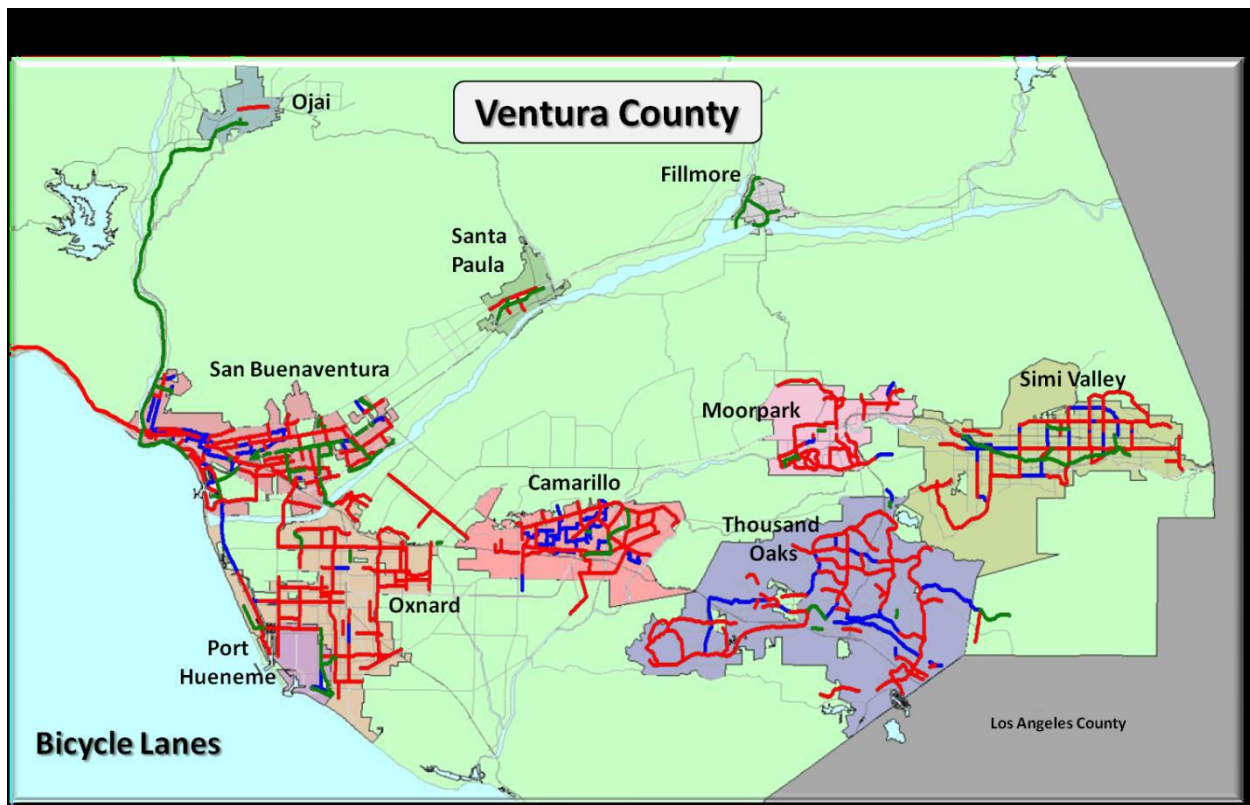 Ventura County
Ojai
Fillmore
Santa
Paula
San Buenaventura
Simi Valley
Moorpark
Camarillo
Thousand
Oaks
Oxnard
Port
Hueneme
Los Angeles County
Bicycle Lanes